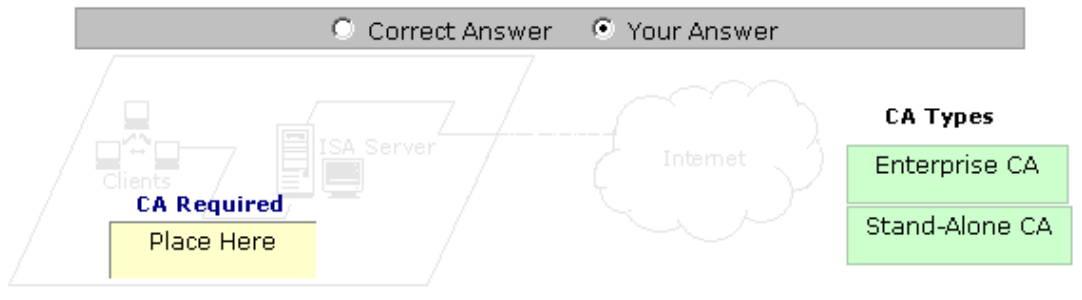 Correct Answer Your Answer
CA Types
ISA Server
Internet
Enterprise CA
Clients
CA Required
Stand-Alone CA
Place Here